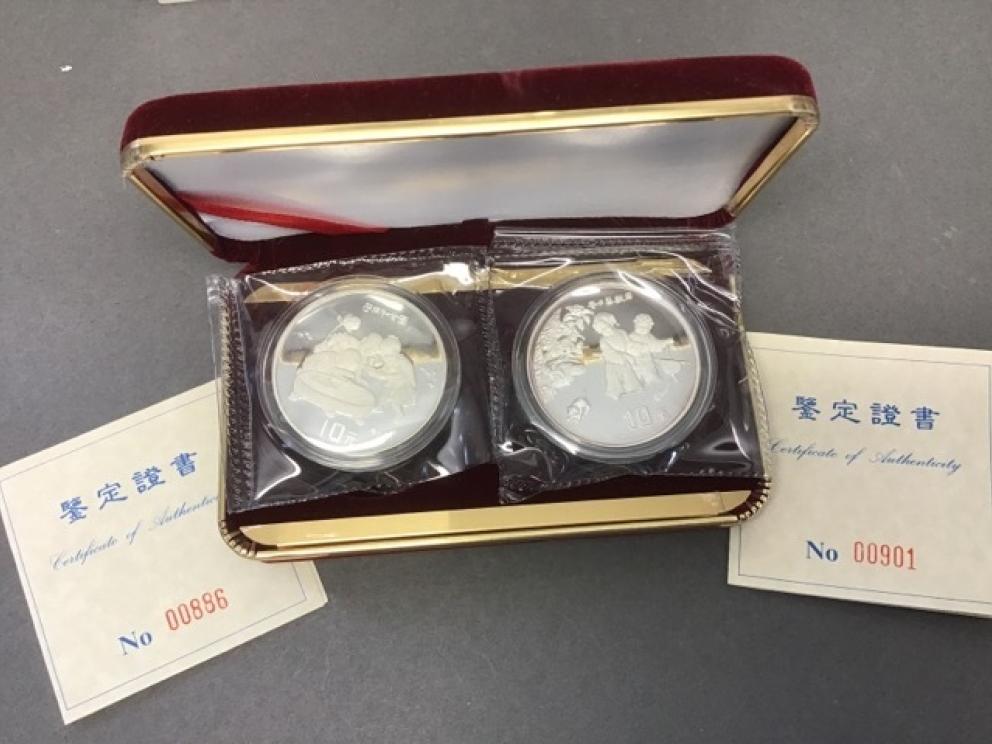 10元
10元
鑒定證書
Certificate of Authenticity
No 00886
鑒定證書
Certificate of Authenticity
No 00901